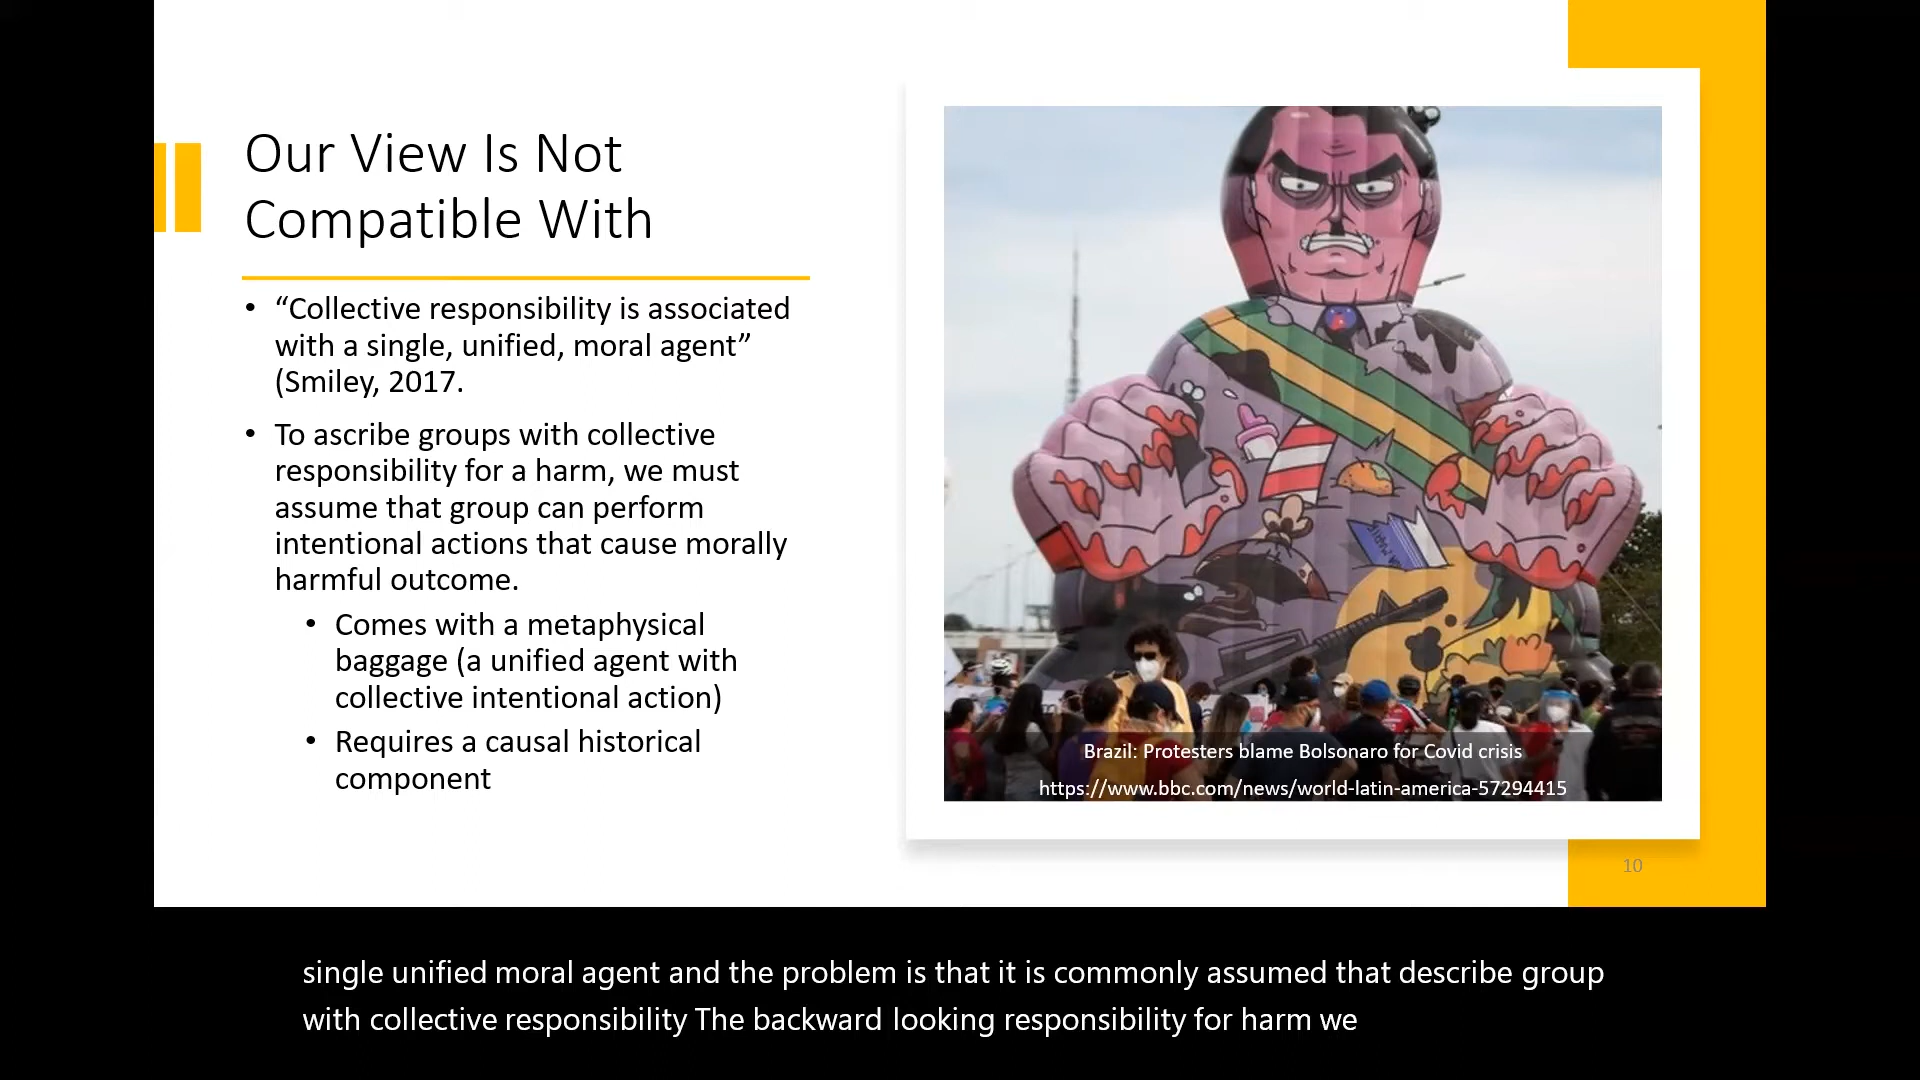 Our View Is Not
Compatible With
• “Collective responsibility is associated
with a single, unified, moral agent”
(Smiley, 2017.
• To ascribe groups with collective
responsibility for a harm, we must
assume that group can perform
intentional actions that cause morally
harmful outcome.
• Comes with a metaphysical
baggage (a unified agent with
collective intentional action)
• Requires a causal historical
component
Brazil: Protesters blame Bolsonaro for Covid crisis
https://www.bbc.com/news/world-latin-america-57294415
10
single unified moral agent and the problem is that it is commonly assumed that describe group
with collective responsibility The backward looking responsibility for harm we